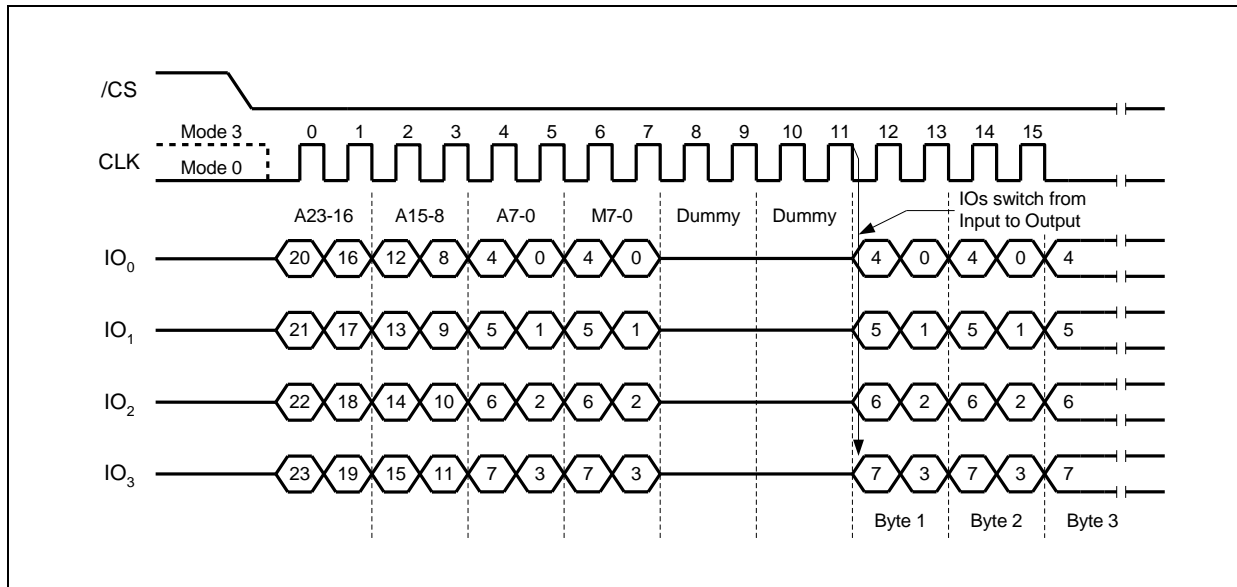 /CS
Mode 3 0 1 2 3 4 5 6 7 8 9 10 11 12 13 14 15
CLK
Mode 0
IOs switch from
Input to Output
A23-16 A15-8 A7-0 M7-0 Dummy Dummy
IO0 20 16 12 8 4 0 4 0 4 0 4 0 4
IO1 21 17 13 9 5 1 5 1 5 1 5 1 5
IO2 22 18 14 10 6 2 6 2 6 2 6 2 6
IO3 23 19 15 11 7 3 7 3 7 3 7 3 7
Byte 1 Byte 2 Byte 3